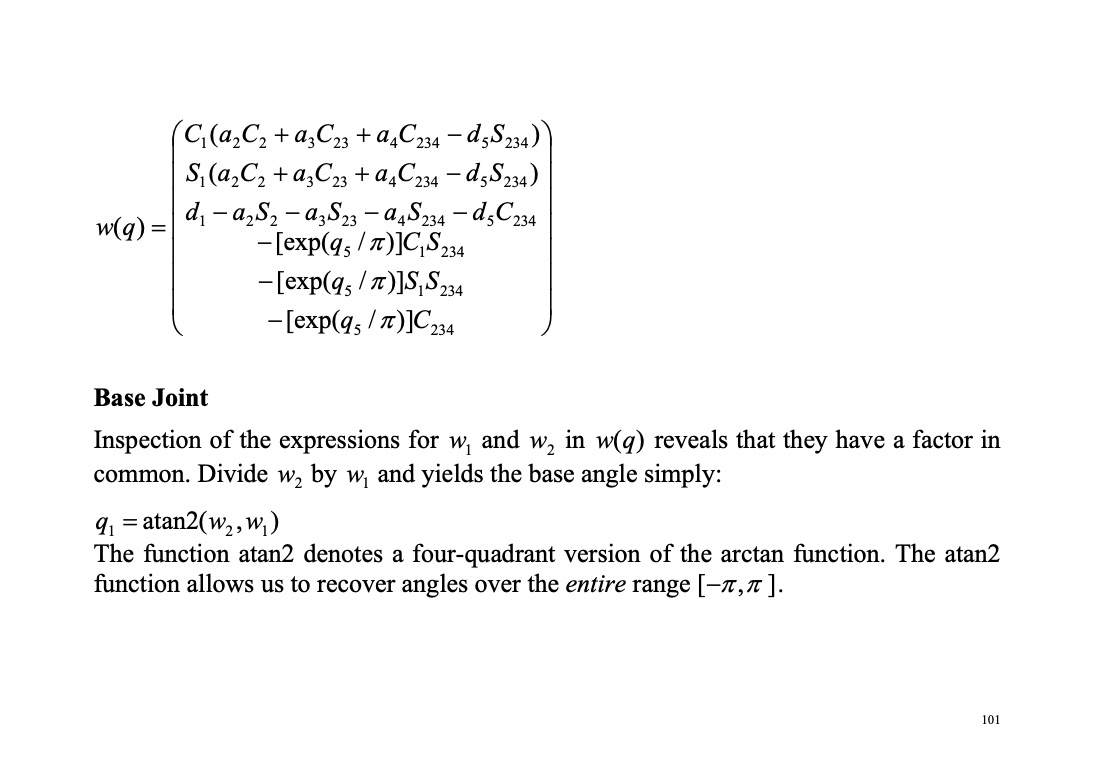 C₁(a₂C₂ + a₃C₂₃ + a₄C₂₃₄ − d₅S₂₃₄)
S₁(a₂C₂ + a₃C₂₃ + a₄C₂₃₄ − d₅S₂₃₄)
w(q) = d₁ − a₂S₂ − a₃S₂₃ − a₄S₂₃₄ − d₅C₂₃₄
−[exp(q₅ / π)]C₁S₂₃₄
−[exp(q₅ / π)]S₁S₂₃₄
−[exp(q₅ / π)]C₂₃₄
Base Joint
Inspection of the expressions for w₁ and w₂ in w(q) reveals that they have a factor in
common. Divide w₂ by w₁ and yields the base angle simply:
q₁ = atan2(w₂, w₁)
The function atan2 denotes a four-quadrant version of the arctan function. The atan2
function allows us to recover angles over the entire range [−π, π ].
101